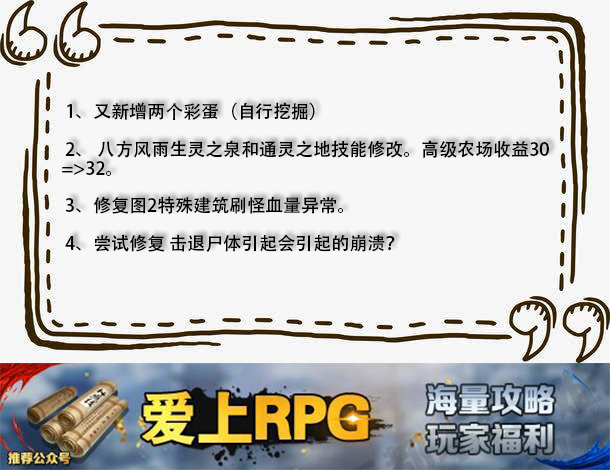 1、又新增两个彩蛋（自行挖掘）
2、 八方风雨生灵之泉和通灵之地技能修改。高级农场收益30
=>32。
3、修复图2特殊建筑刷怪血量异常。
4、尝试修复 击退尸体引起会引起的崩溃？
爱上RPG
海量攻略
玩家福利
推荐公众号